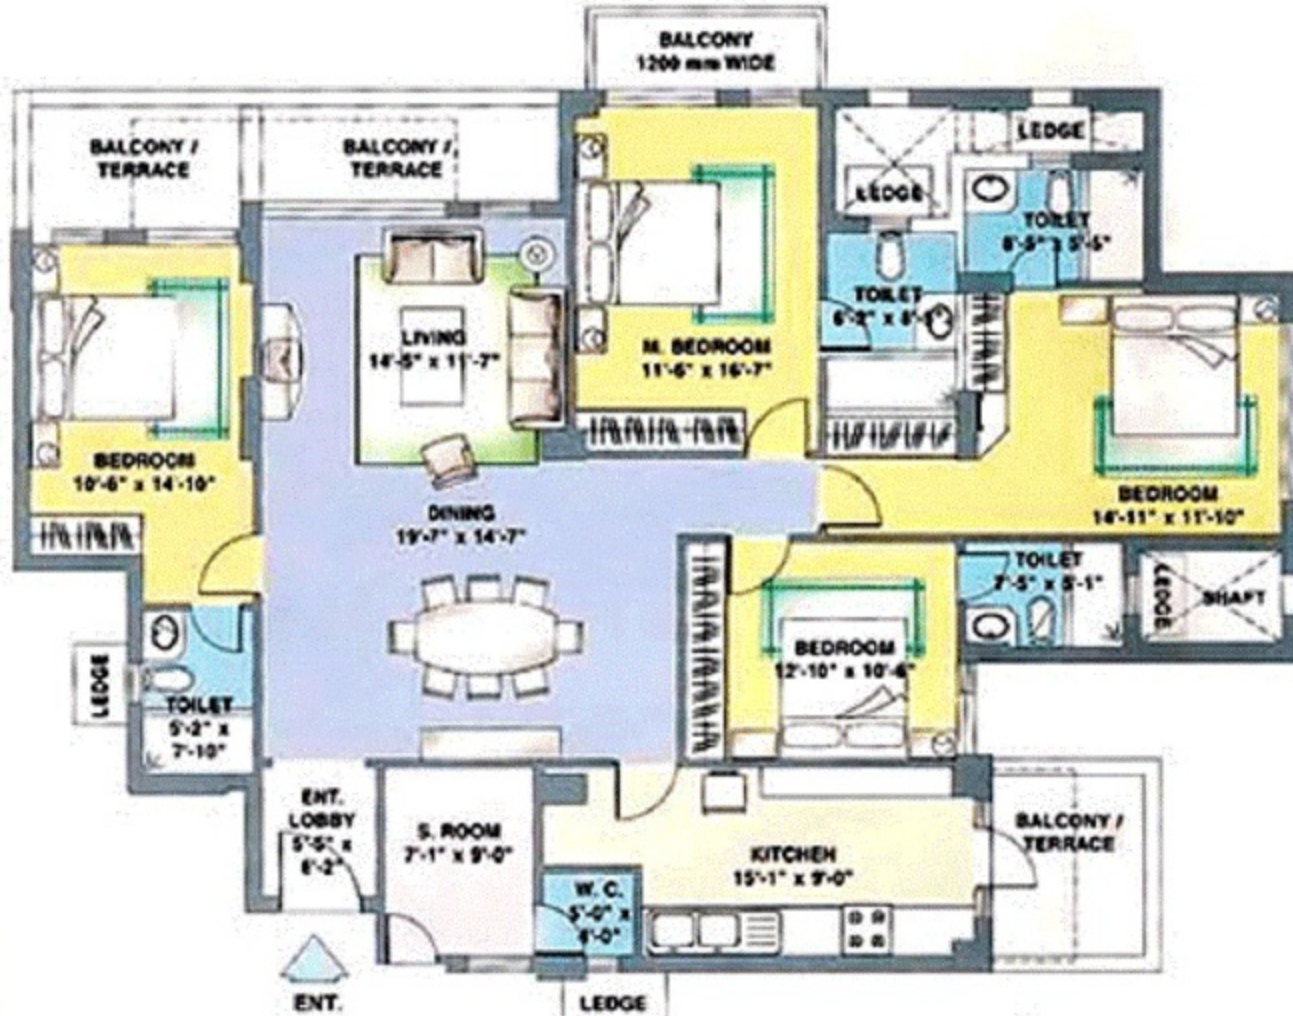 BALCONY
1200 mm WIDE
BALCONY /
TERRACE
BALCONY /
TERRACE
LEDGE
LEDGE
TOILET
8'-5" x 5'-5"
TOILET
LIVING
14'-5" x 11'-7"
M. BEDROOM
11'-6" x 16'-7"
BEDROOM
10'-6" x 14'-10"
BEDROOM
14'-11" x 11'-10"
DINING
19'-7" x 14'-7"
TOILET
7'-5" x 5'-1"
LEDGE
SHAFT
BEDROOM
12'-10" x 10'-6"
LEDGE
TOILET
5'-2" x
7'-10"
ENT.
LOBBY
5'-5" x
6'-2"
S. ROOM
7'-1" x 9'-0"
KITCHEN
15'-1" x 9'-0"
BALCONY /
TERRACE
W. C.
5'-0" x
4'-0"
ENT.
LEDGE